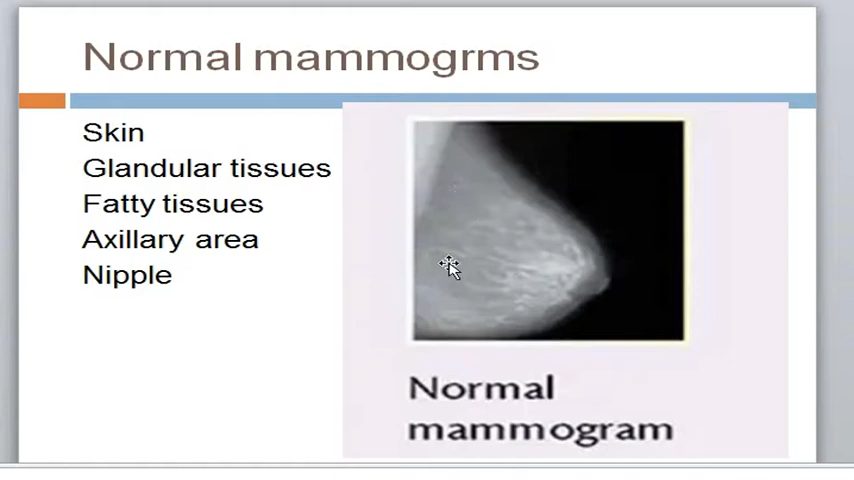 Normal mammogrms
Skin
Glandular tissues
Fatty tissues
Axillary area
Nipple
Normal
mammogram